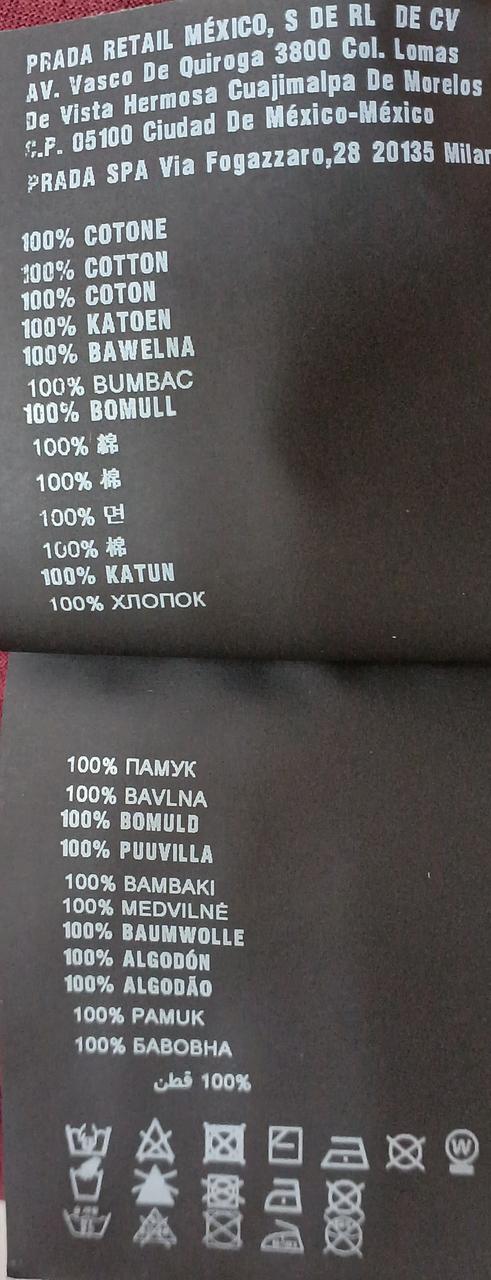 PRADA RETAIL MÉXICO, S DE RL DE CV
AV. Vasco De Quiroga 3800 Col. Lomas
De Vista Hermosa Cuajimalpa De Morelos
C.P. 05100 Ciudad De México-México
PRADA SPA Via Fogazzaro,28 20135 Milan
100% COTONE
100% COTTON
100% COTON
100% KATOEN
100% BAWELNA
100% BUMBAC
100% BOMULL
100% 綿
100% 棉
100% 면
100% 棉
100% KATUN
100% ХЛОПОК
100% ПАМУК
100% BAVLNA
100% BOMULD
100% PUUVILLA
100% BAMBAKI
100% MEDVILNĖ
100% BAUMWOLLE
100% ALGODÓN
100% ALGODÃO
100% PAMUK
100% БАВОВНА
100% قطن
W